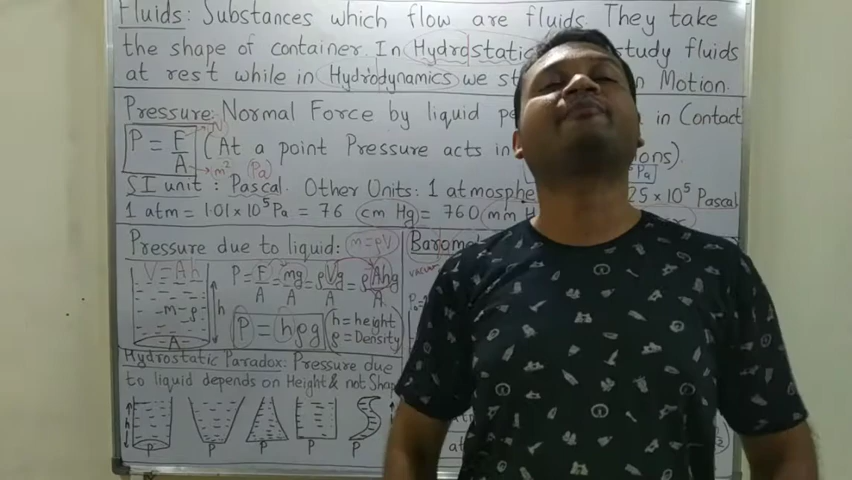 Fluids: Substances which flow are fluids. They take
the shape of container. In Hydrostatic study fluids
at rest while in Hydrodynamics we Motion.
Pressure: Normal Force by liquid in Contact
P = F/A (At a point Pressure acts in
N
m² (Pa)
SI unit: Pascal. Other Units: 1 atmosphe 25 × 10⁵ Pascal
1 atm = 1.01 × 10⁵ Pa = 76 cm Hg = 760 mm
Pressure due to liquid: m = ρV
V = Ah P = F/A = mg/A = ρVg/A = ρAhg/A
m-ρ h
P = hρg (h = height
ρ = Density)
A
Hydrostatic Paradox: Pressure due
to liquid depends on Height & not Shap
h
P P P P P
Barome
vacuum